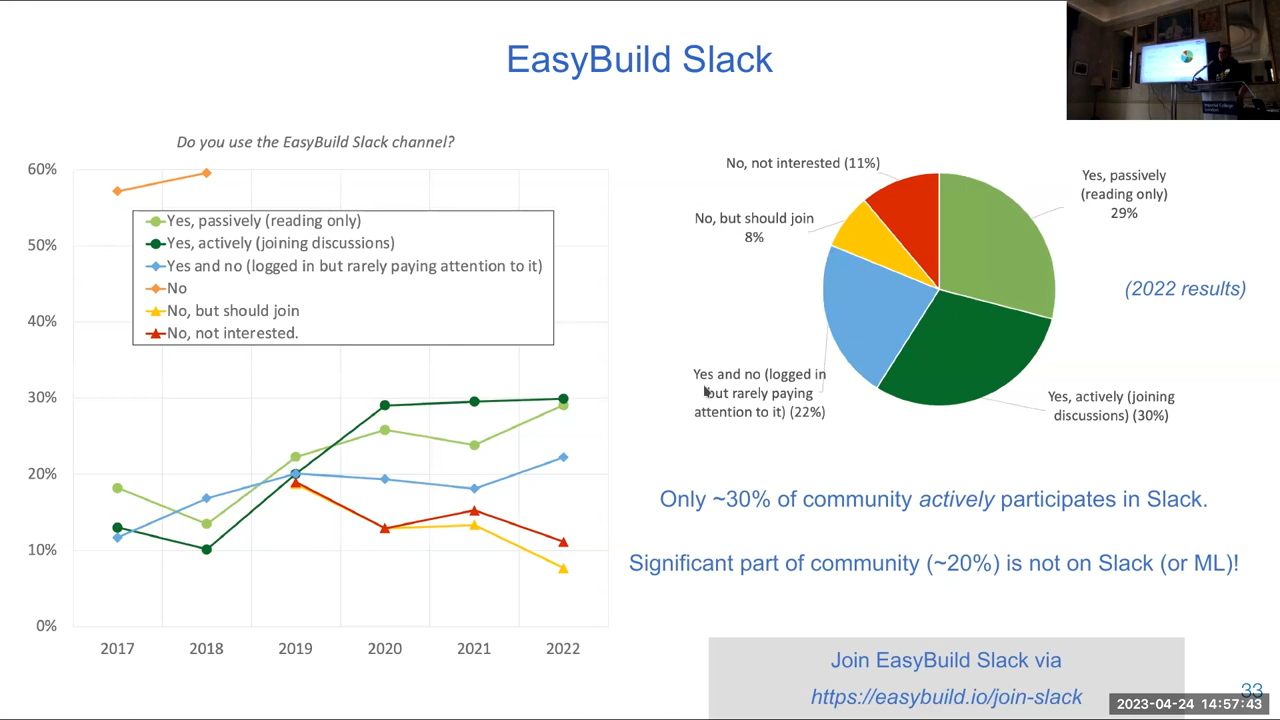 EasyBuild Slack
Do you use the EasyBuild Slack channel?
60%
50%
40%
30%
20%
10%
0%
Yes, passively (reading only)
Yes, actively (joining discussions)
Yes and no (logged in but rarely paying attention to it)
No
No, but should join
No, not interested.
2017 2018 2019 2020 2021 2022
No, not interested (11%)
Yes, passively
(reading only)
29%
No, but should join
8%
(2022 results)
Yes and no (logged in
but rarely paying
attention to it) (22%)
Yes, actively (joining
discussions) (30%)
Only ~30% of community actively participates in Slack.
Significant part of community (~20%) is not on Slack (or ML)!
Join EasyBuild Slack via
https://easybuild.io/join-slack
33
2023-04-24 14:57:43